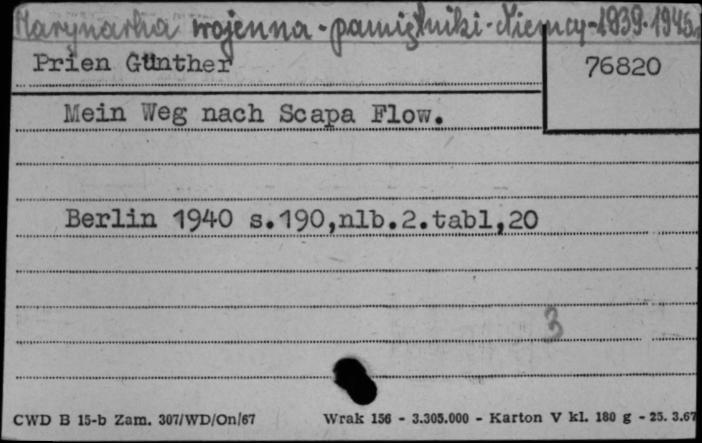 Marynarka wojenna - pamiętniki - Niemcy - 1939-1945.
Prien Günther
76820
Mein Weg nach Scapa Flow.
Berlin 1940 s.190,nlb.2.tabl,20
3
CWD B 15-b Zam. 307/WD/On/67 Wrak 156 - 3.305.000 - Karton V kl. 180 g - 25. 3.67